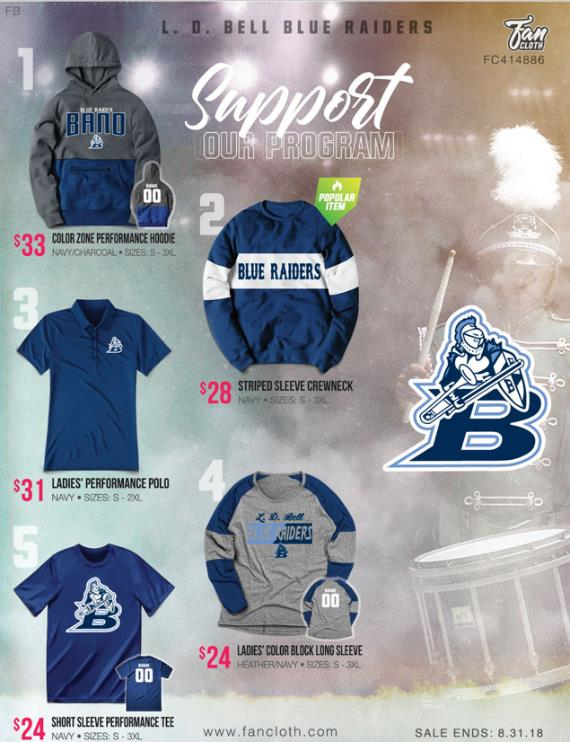 FB
L. D. BELL BLUE RAIDERS
Fan
CLOTH
FC414886
Support
OUR PROGRAM
1
BLUE RAIDER
BAND
NAME
00
$33 COLOR ZONE PERFORMANCE HOODIE
NAVY/CHARCOAL • SIZES: S - 3XL
2
POPULAR
ITEM
BLUE RAIDERS
$28 STRIPED SLEEVE CREWNECK
NAVY • SIZES: S - 3XL
3
B
$31 LADIES' PERFORMANCE POLO
NAVY • SIZES: S - 2XL
B
4
L. D. Bell
BLUE RAIDERS
B
NAME
00
$24 LADIES' COLOR BLOCK LONG SLEEVE
HEATHER/NAVY • SIZES: S - 3XL
5
B
NAME
00
$24 SHORT SLEEVE PERFORMANCE TEE
NAVY • SIZES: S - 3XL
www.fancloth.com
SALE ENDS: 8.31.18